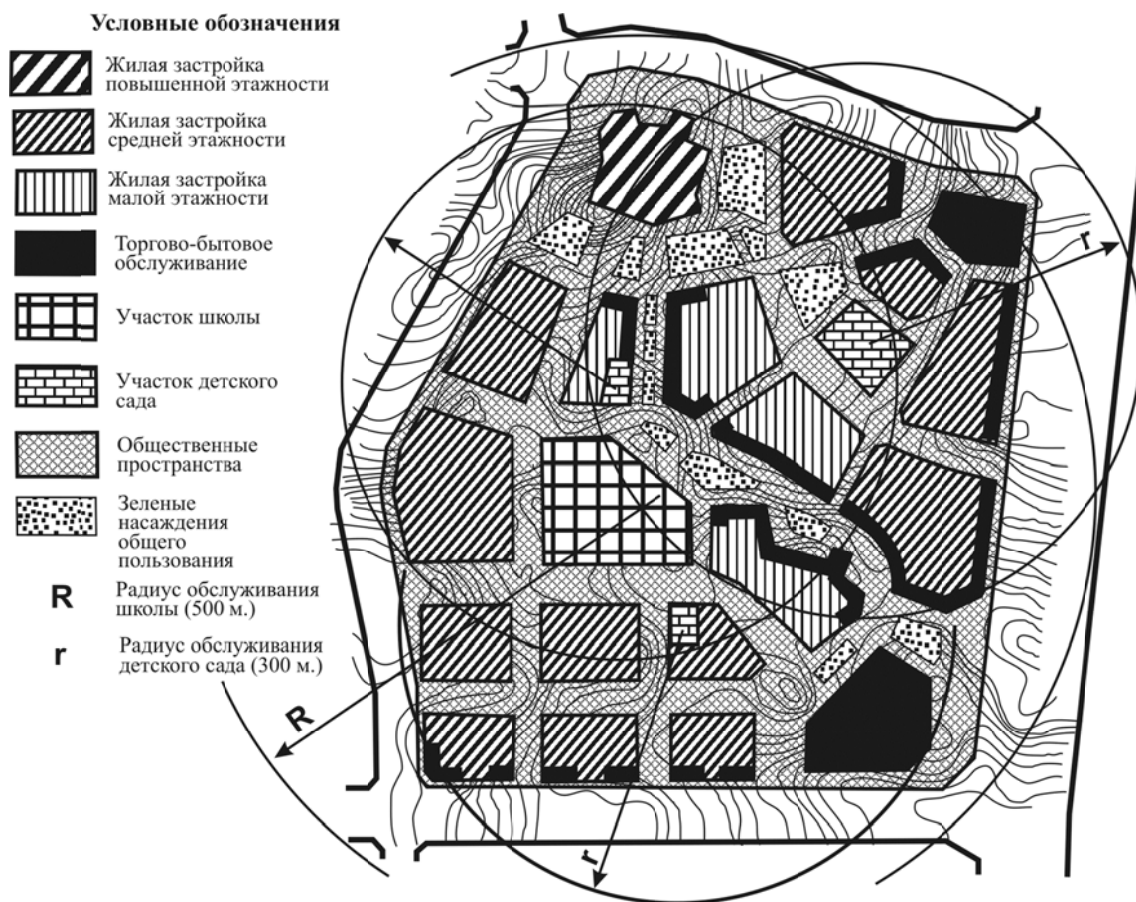 Условные обозначения
Жилая застройка
повышенной этажности
Жилая застройка
средней этажности
Жилая застройка
малой этажности
Торгово-бытовое
обслуживание
Участок школы
Участок детского
сада
Общественные
пространства
Зеленые
насаждения
общего
пользования
R Радиус обслуживания
школы (500 м.)
r Радиус обслуживания
детского сада (300 м.)
r
R
r